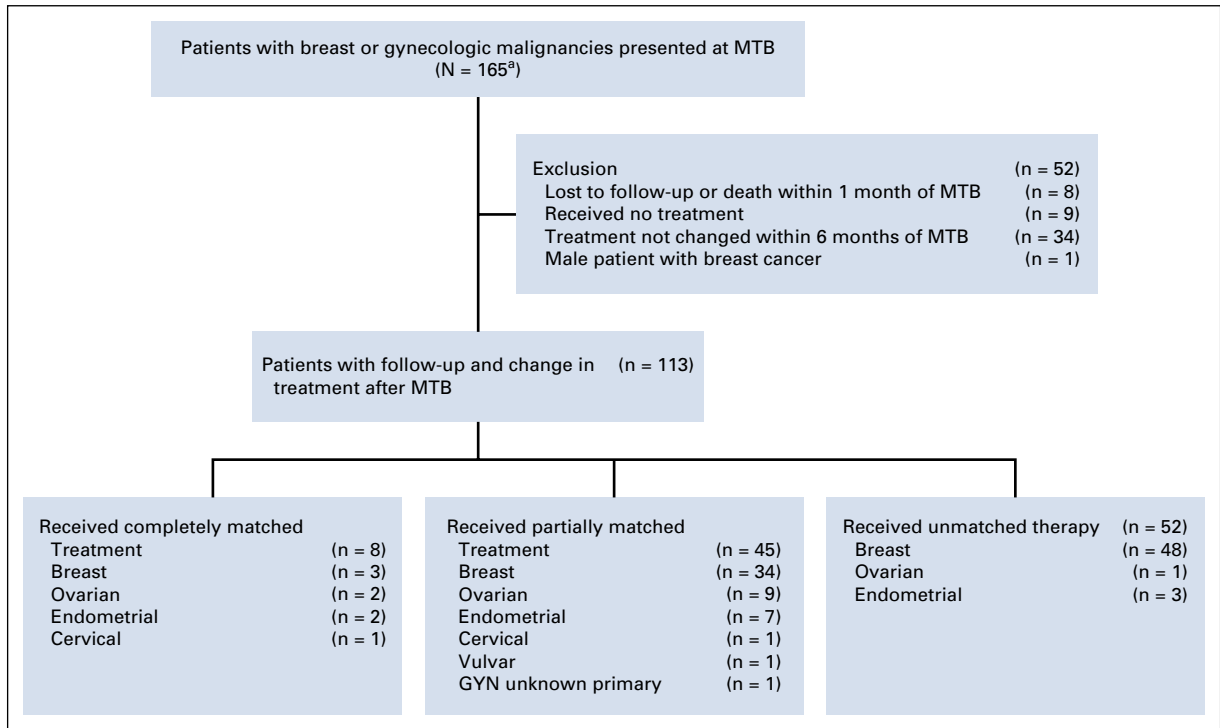 Patients with breast or gynecologic malignancies presented at MTB
(N = 165a)
Exclusion (n = 52)
Lost to follow-up or death within 1 month of MTB (n = 8)
Received no treatment (n = 9)
Treatment not changed within 6 months of MTB (n = 34)
Male patient with breast cancer (n = 1)
Patients with follow-up and change in (n = 113)
treatment after MTB
Received completely matched
Treatment (n = 8)
Breast (n = 3)
Ovarian (n = 2)
Endometrial (n = 2)
Cervical (n = 1)
Received partially matched
Treatment (n = 45)
Breast (n = 34)
Ovarian (n = 9)
Endometrial (n = 7)
Cervical (n = 1)
Vulvar (n = 1)
GYN unknown primary (n = 1)
Received unmatched therapy (n = 52)
Breast (n = 48)
Ovarian (n = 1)
Endometrial (n = 3)